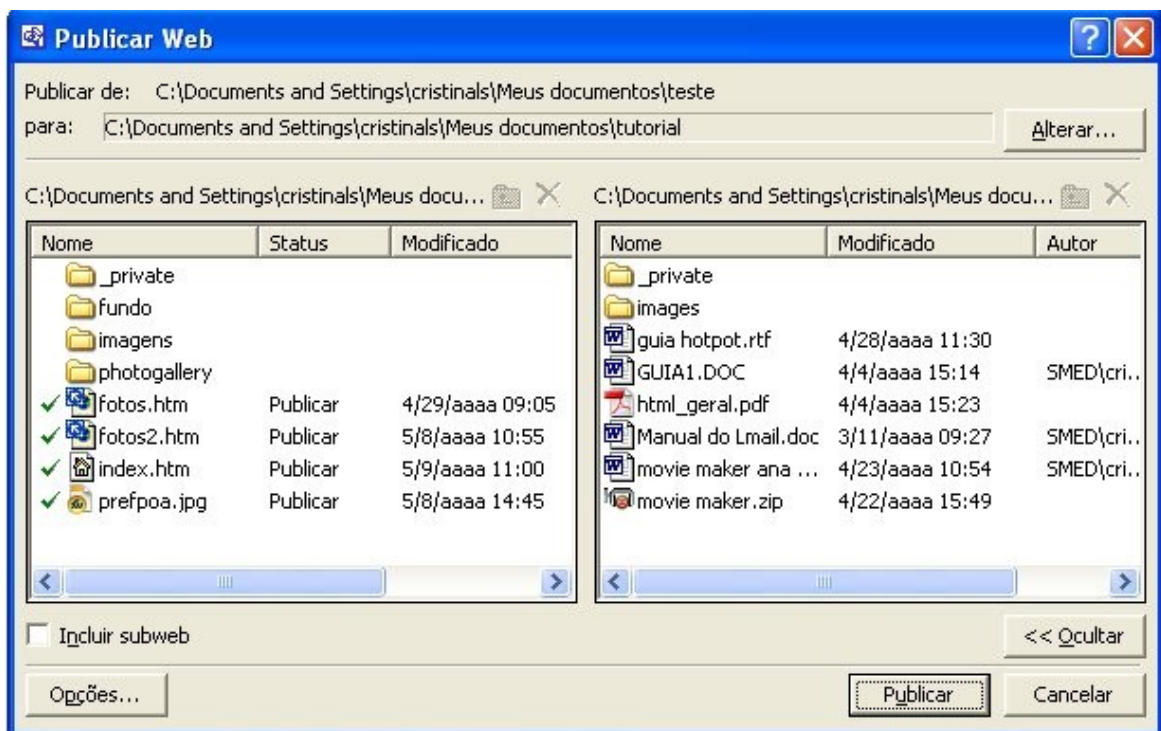 Publicar Web
Publicar de: C:\Documents and Settings\cristinals\Meus documentos\teste
para: C:\Documents and Settings\cristinals\Meus documentos\tutorial
Alterar...
C:\Documents and Settings\cristinals\Meus docu...
Nome Status Modificado
_private
fundo
imagens
photogallery
fotos.htm Publicar 4/29/aaaa 09:05
fotos2.htm Publicar 5/8/aaaa 10:55
index.htm Publicar 5/9/aaaa 11:00
prefpoa.jpg Publicar 5/8/aaaa 14:45
C:\Documents and Settings\cristinals\Meus docu...
Nome Modificado Autor
_private
images
guia hotpot.rtf 4/28/aaaa 11:30
GUIA1.DOC 4/4/aaaa 15:14 SMED\cri...
html_geral.pdf 4/4/aaaa 15:23
Manual do Lmail.doc 3/11/aaaa 09:27 SMED\cri...
movie maker ana ... 4/23/aaaa 10:54 SMED\cri...
movie maker.zip 4/22/aaaa 15:49
Incluir subweb
<< Ocultar
Opções...
Publicar
Cancelar